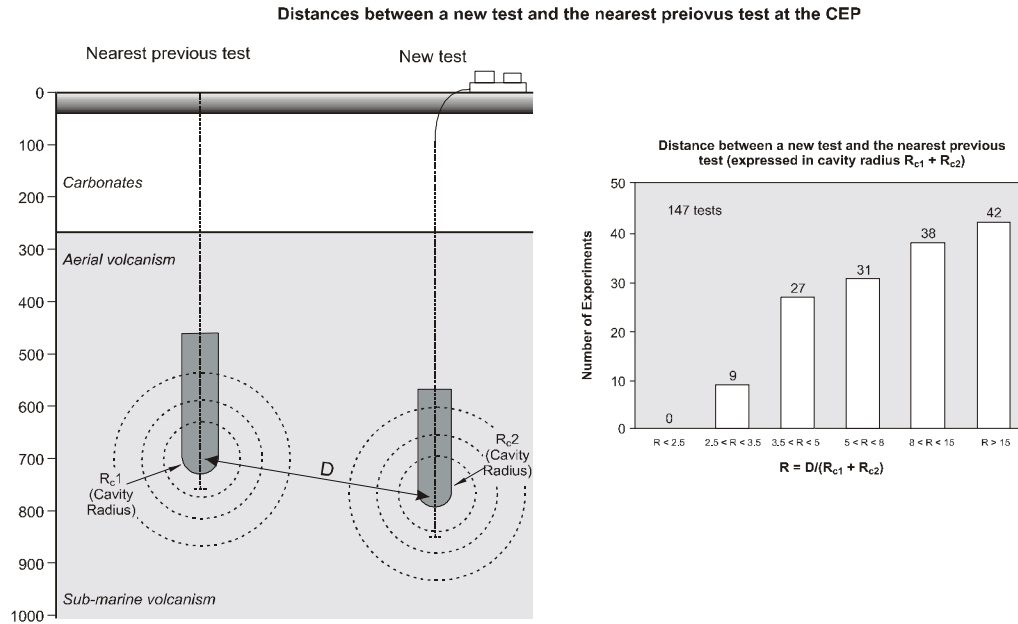 Distances between a new test and the nearest preiovus test at the CEP
Nearest previous test
New test
0
100
200
300
400
500
600
700
800
900
1000
Carbonates
Aerial volcanism
Rc1
(Cavity
Radius)
D
Rc2
(Cavity
Radius)
Sub-marine volcanism
Distance between a new test and the nearest previous
test (expressed in cavity radius Rc1 + Rc2)
147 tests
Number of Experiments
50
40
30
20
10
0
0
9
27
31
38
42
R < 2.5
2.5 < R < 3.5
3.5 < R < 5
5 < R < 8
8 < R < 15
R > 15
R = D/(Rc1 + Rc2)